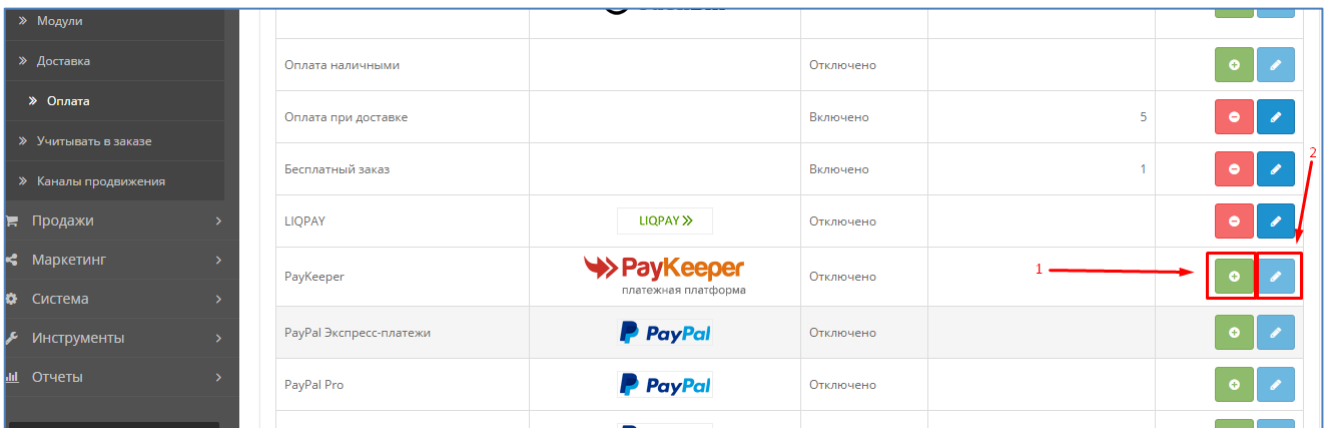 Модули
Доставка
Оплата
Учитывать в заказе
Каналы продвижения
Продажи
Маркетинг
Система
Инструменты
Отчеты
Оплата наличными Отключено
Оплата при доставке Включено 5
Бесплатный заказ Включено 1
2
LIQPAY LIQPAY Отключено
PayKeeper PayKeeper Отключено 1
платежная платформа
PayPal Экспресс-платежи PayPal Отключено
PayPal Pro PayPal Отключено